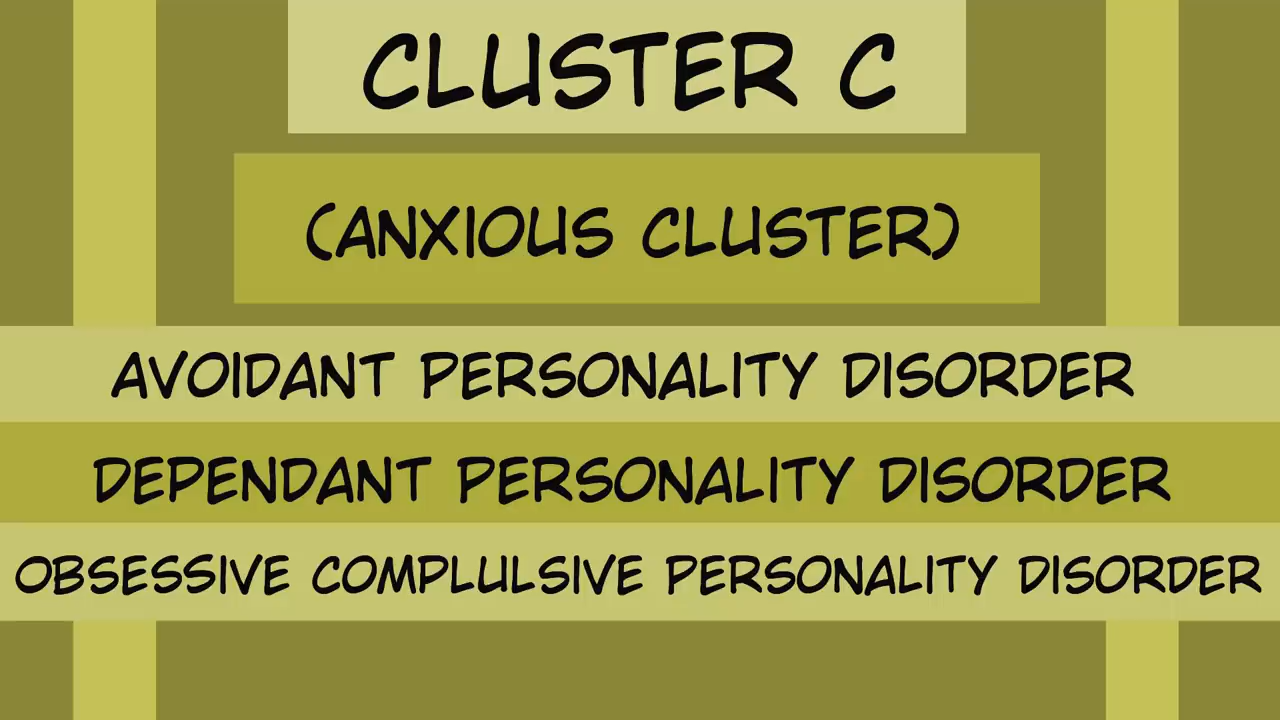 CLUSTER C
(ANXIOUS CLUSTER)
AVOIDANT PERSONALITY DISORDER
DEPENDANT PERSONALITY DISORDER
OBSESSIVE COMPLULSIVE PERSONALITY DISORDER